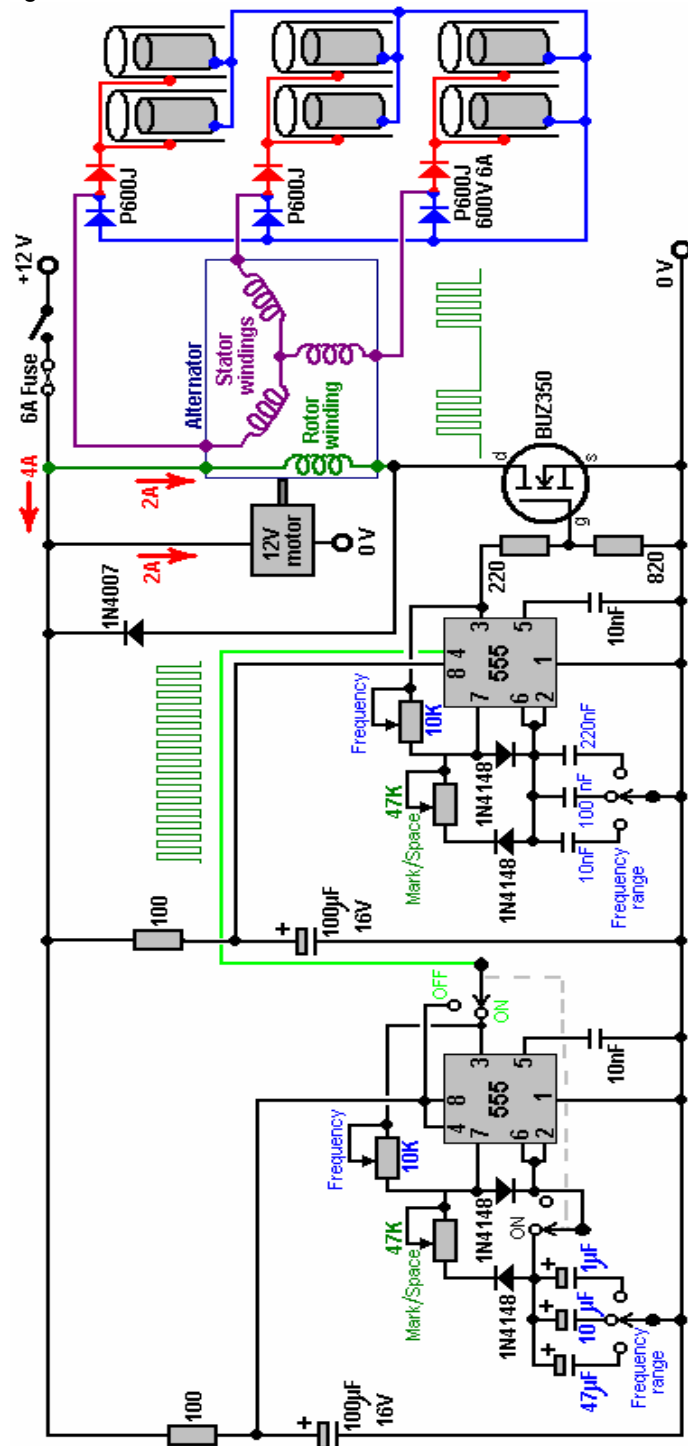 g
+12 V
6A Fuse
4A
2A
2A
1N4007
12V
motor
0 V
Alternator
Stator
windings
Rotor
winding
P600J
P600J
P600J
600V 6A
0 V
BUZ350
d
g
s
220
820
100
100µF
16V
+
Frequency
10K
47K
Mark/Space
1N4148
1N4148
8
4
3
7
555
5
6
2
1
10nF
10nF
100nF
220nF
Frequency
range
OFF
ON
100
100µF
16V
+
Frequency
10K
47K
Mark/Space
1N4148
1N4148
4
8
3
7
555
5
6
2
1
10nF
ON
+
47µF
+
10µF
+
1µF
Frequency
range